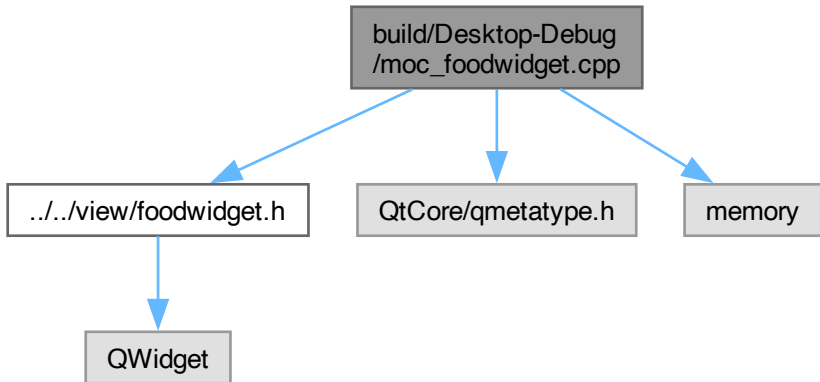 build/Desktop-Debug
/moc_foodwidget.cpp
../../view/foodwidget.h
QtCore/qmetatype.h
memory
QWidget